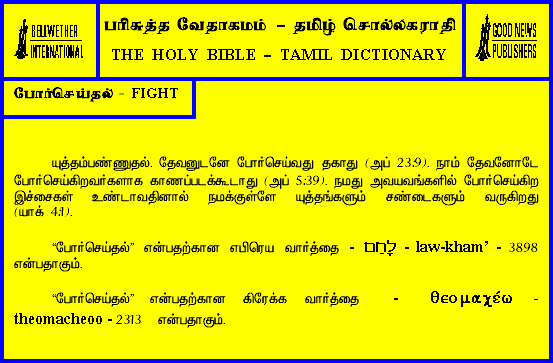 BELLWETHER
INTERNATIONAL
பரிசுத்த வேதாகமம் – தமிழ் சொல்லகராதி
THE HOLY BIBLE – TAMIL DICTIONARY
GOOD NEWS
PUBLISHERS
போர்செய்தல் - FIGHT
யுத்தம்பண்ணுதல். தேவனுடனே போர்செய்வது தகாது (அப் 23:9). நாம் தேவனோடே
போர்செய்கிறவர்களாக காணப்படக்கூடாது (அப் 5:39). நமது அவயவங்களில் போர்செய்கிற
இச்சைகள் உண்டாவதினால் நமக்குள்ளே யுத்தங்களும் சண்டைகளும் வருகிறது
(யாக் 4:1).
“போர்செய்தல்” என்பதற்கான எபிரெய வார்த்தை - לָחַם - law-kham’ - 3898
என்பதாகும்.
“போர்செய்தல்” என்பதற்கான கிரேக்க வார்த்தை - θεομαχέω -
theomacheoo - 2313 என்பதாகும்.